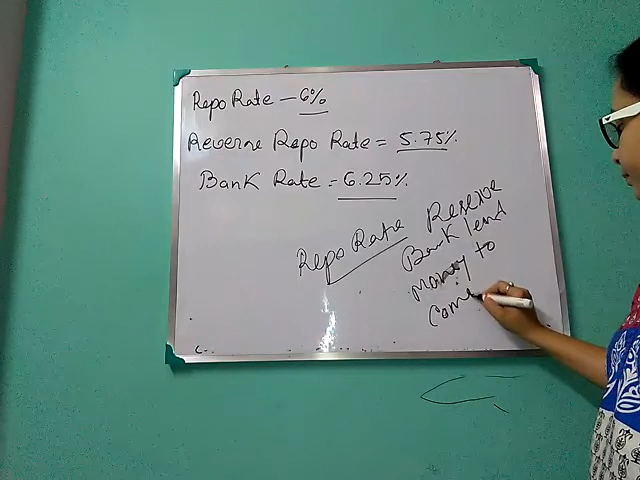 Repo Rate - 6%
Reverse Repo Rate = 5.75%.
Bank Rate = 6.25%
Repo Rate
Reserve
Bank lend
Money to
Come